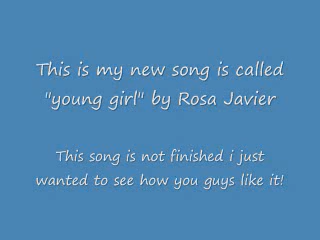 This is my new song is called
"young girl" by Rosa Javier
This song is not finished i just
wanted to see how you guys like it!